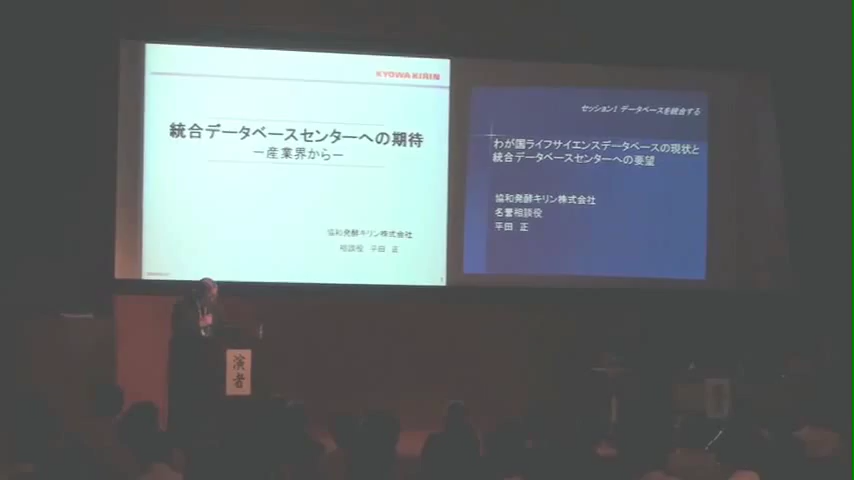 KYOWA KIRIN
統合データベースセンターへの期待
－産業界から－
協和発酵キリン株式会社
相談役 平田 正
セッション1 データベースを統合する
わが国ライフサイエンスデータベースの現状と
統合データベースセンターへの要望
協和発酵キリン株式会社
名誉相談役
平田 正
演者